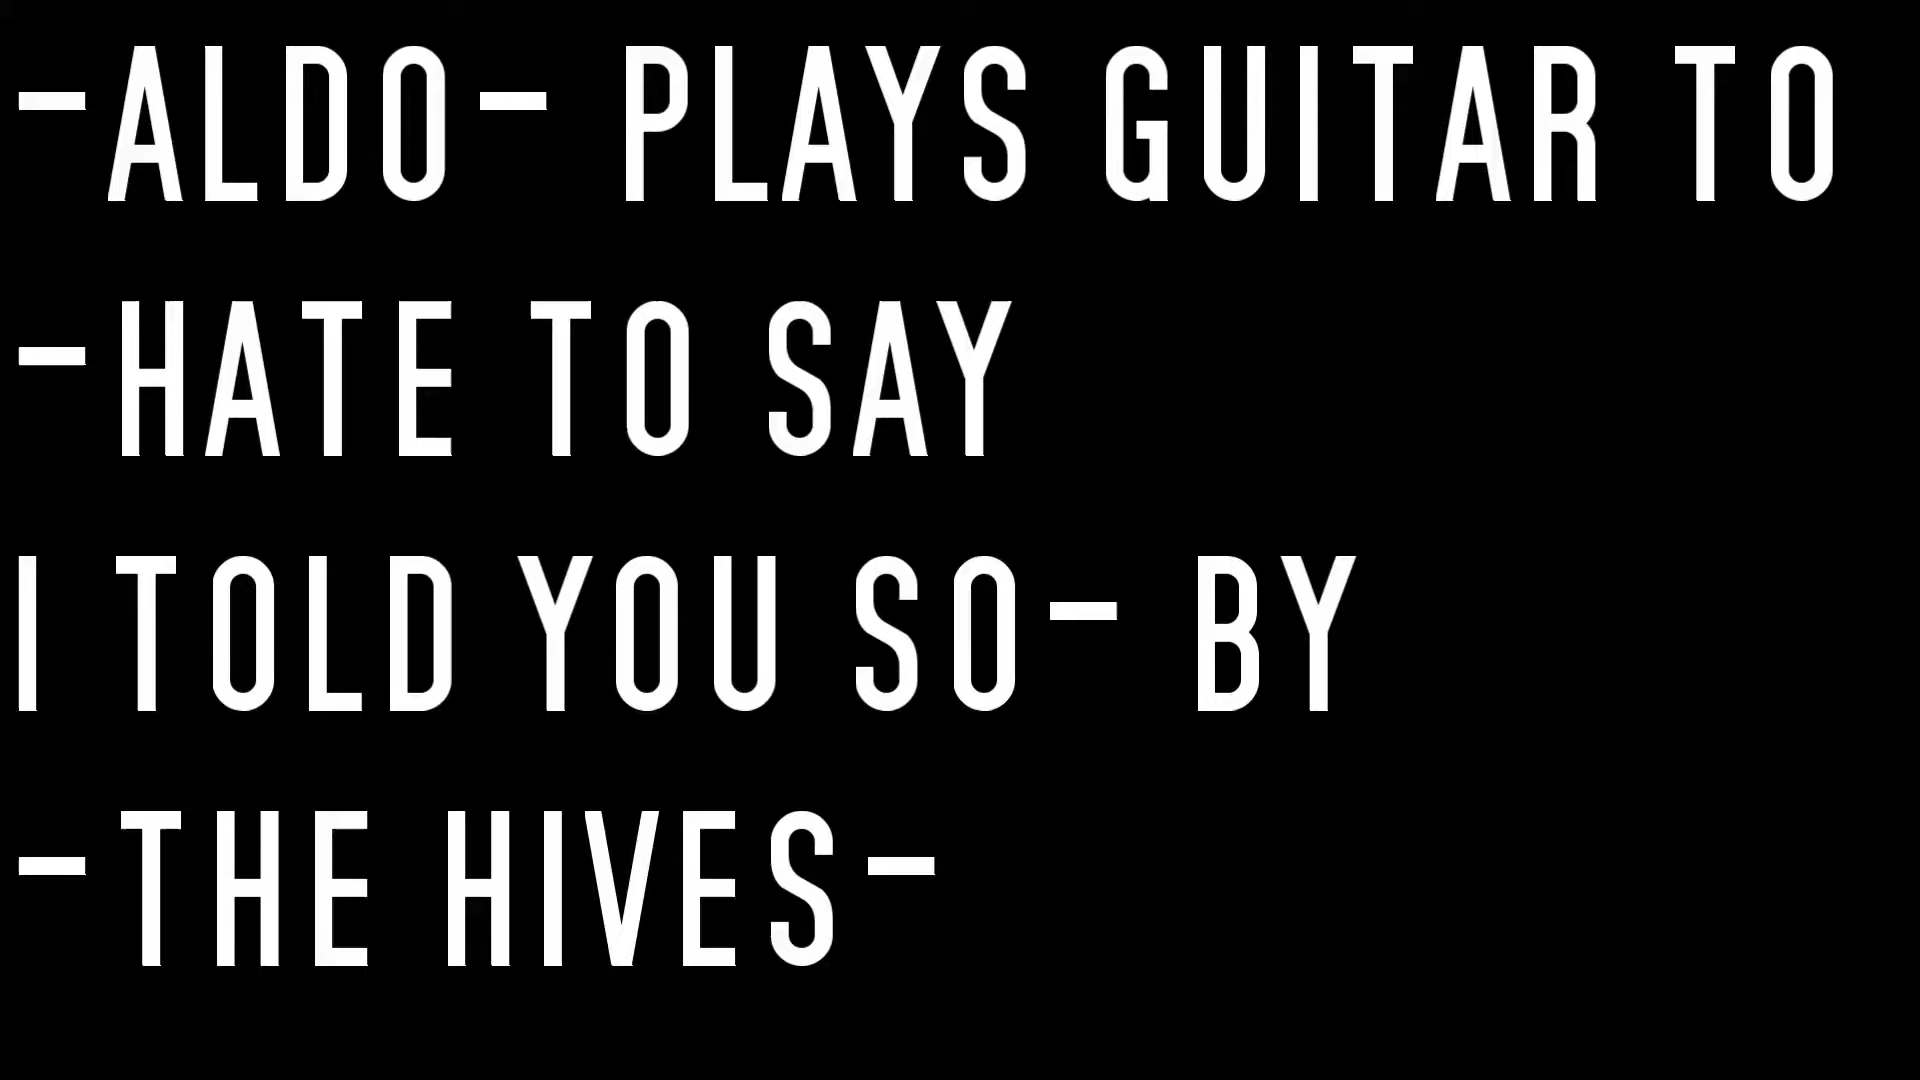 -ALDO- PLAYS GUITAR TO
-HATE TO SAY
I TOLD YOU SO- BY
-THE HIVES-